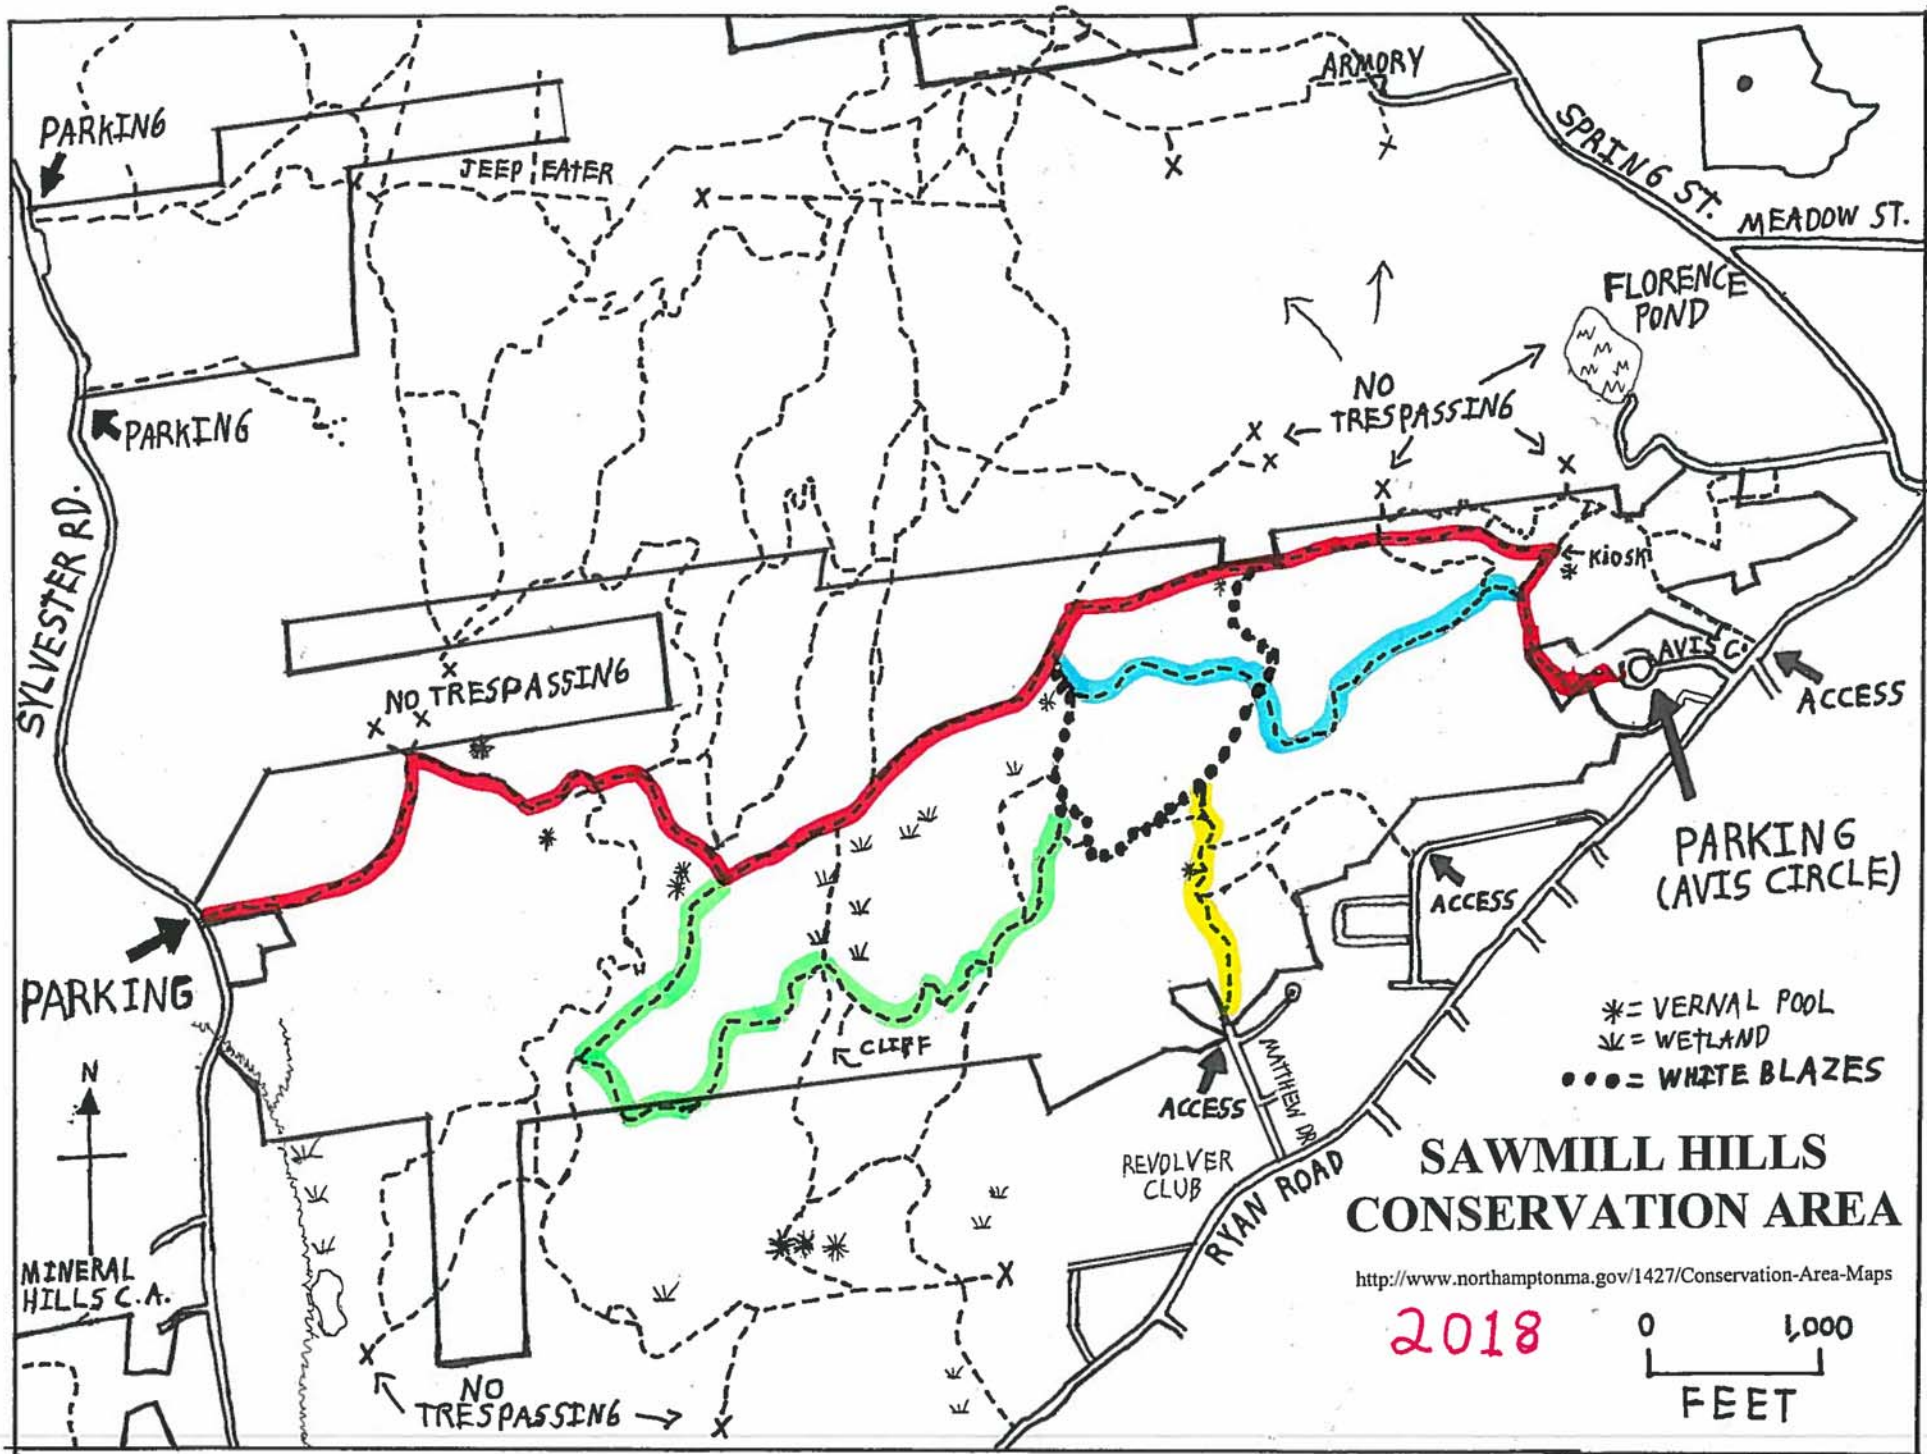 ARMORY
SPRING ST.
MEADOW ST.
PARKING
JEEP EATER
X
X
X
FLORENCE
POND
NO
TRESPASSING
X
X
X
X
PARKING
SYLVESTER RD.
KiOSK
AVIS C.
ACCESS
X
NO TRESPASSING
X X
PARKING
(AVIS CIRCLE)
ACCESS
PARKING
CLIFF
MATTHEW DR
ACCESS
* = VERNAL POOL
= WETLAND
••• = WHITE BLAZES
N
REVOLVER
CLUB
RYAN ROAD
SAWMILL HILLS
CONSERVATION AREA
http://www.northamptonma.gov/1427/Conservation-Area-Maps
2018
0 1,000
FEET
MINERAL
HILLS C.A.
X
X
NO
TRESPASSING
X